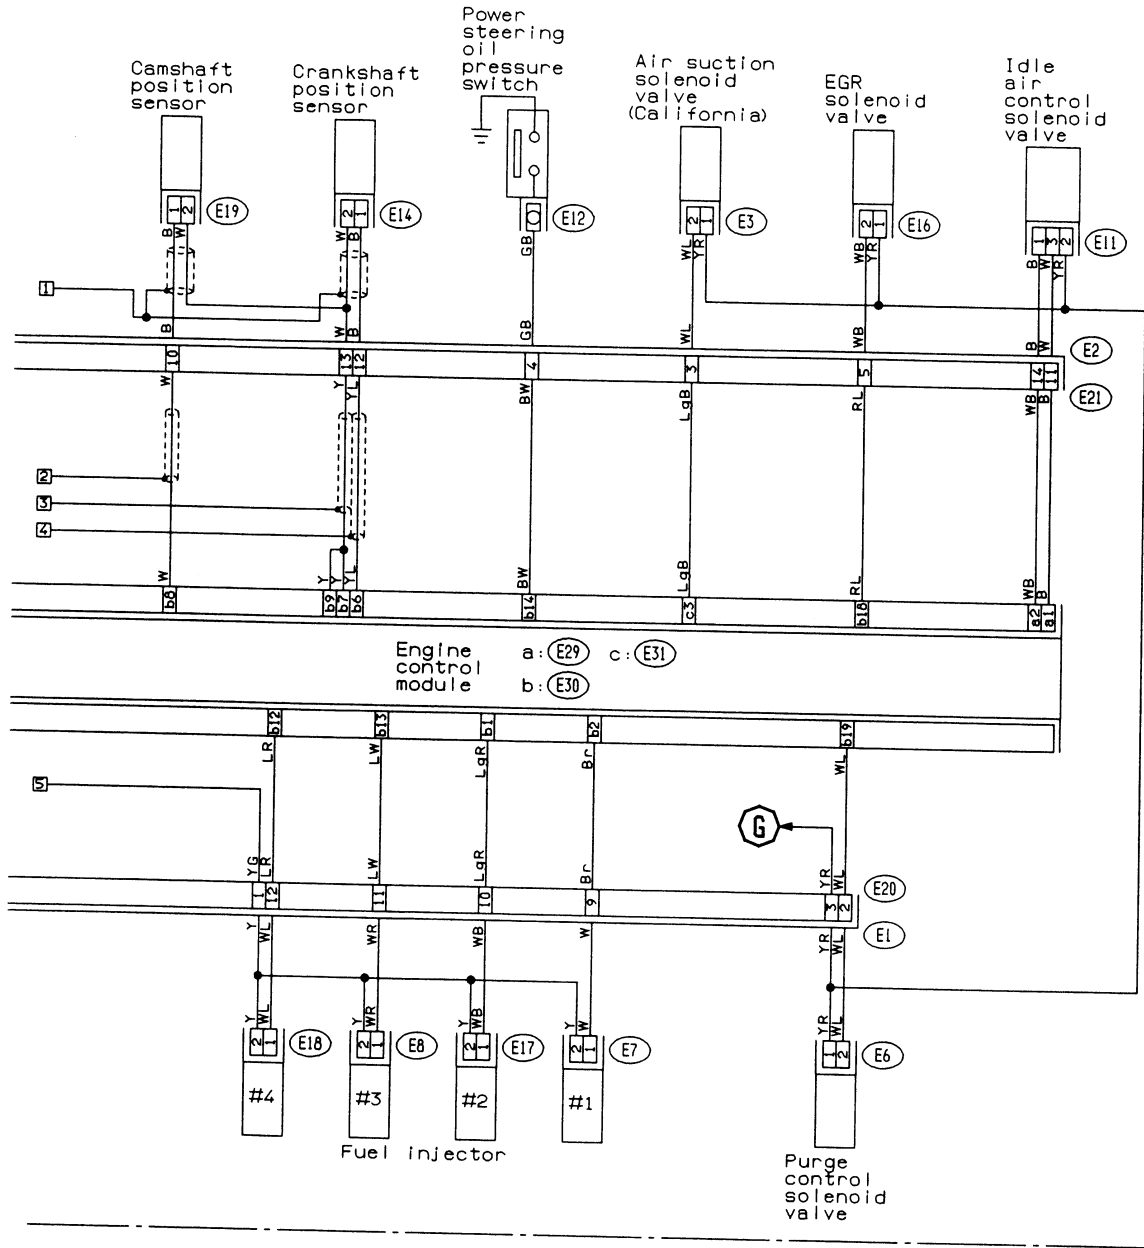 Power
steering
oil
pressure
switch
Camshaft
position
sensor
Crankshaft
position
sensor
Air suction
solenoid
valve
(California)
EGR
solenoid
valve
Idle
air
control
solenoid
valve
1 2 E19
2 1 E14
E12
2 1 E3
2 1 E16
1 3 2 E11
B W
W B
GB
WL YR
WB YR
B W YR
1
B
W B
GB
WL
WB
B W
E2
10
13 12
4
3
5
14 11
E21
W
Y YL
BW
LgB
RL
WB B
2
3
4
W
Y Y YL
BW
LgB
RL
WB B
b8
b9 b7 b6
b14
c3
b18
a2 a1
Engine
control
module
a: E29 c: E31
b: E30
b12
b13
b1
b2
b19
LR
LW
LgR
Br
WL
5
G
YG LR
LW
LgR
Br
YR WL
1 12
11
10
9
3 2
E20
E1
Y WL
WR
WB
W
YR WL
Y WL
Y WR
Y WB
Y W
YR WL
2 1 E18
2 1 E8
2 1 E17
2 1 E7
1 2 E6
#4
#3
#2
#1
Fuel injector
Purge
control
solenoid
valve